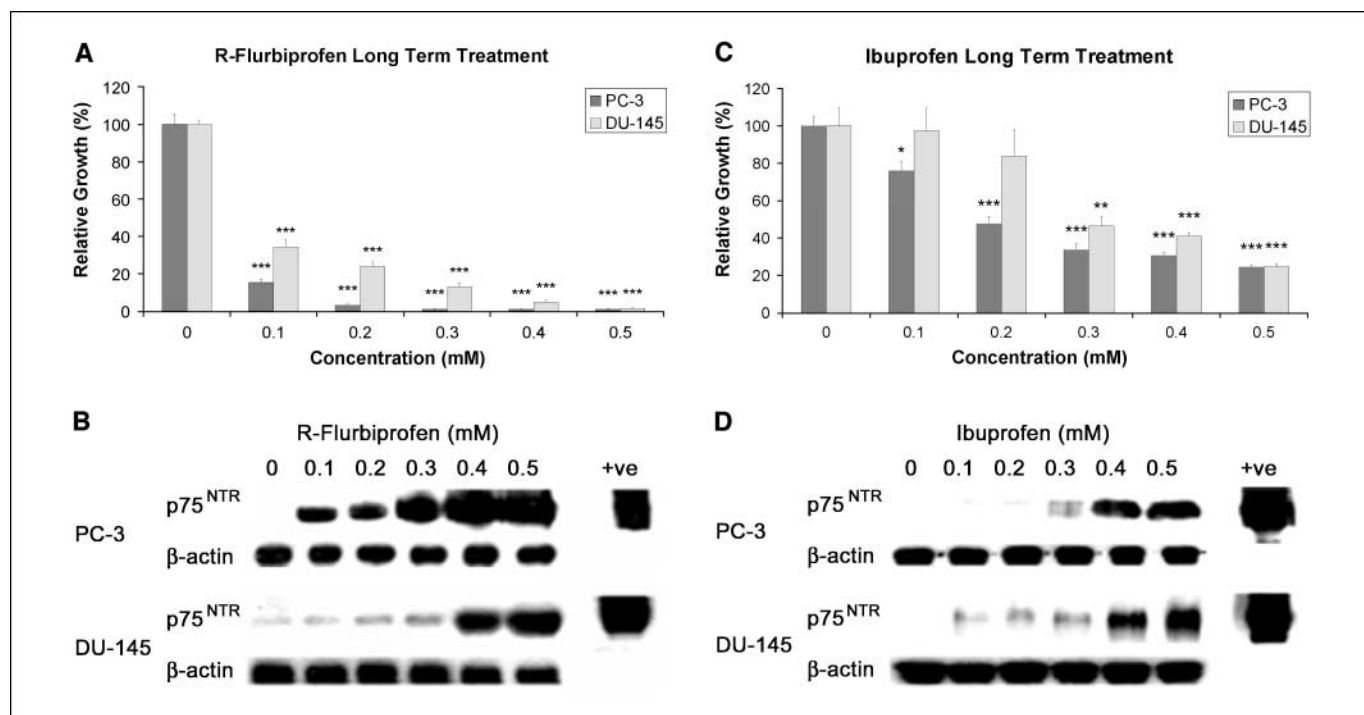 A
R-Flurbiprofen Long Term Treatment
Relative Growth (%)
120
100
80
60
40
20
0
PC-3
DU-145
***
***
***
***
***
***
***
***
***
***
0 0.1 0.2 0.3 0.4 0.5
Concentration (mM)
C
Ibuprofen Long Term Treatment
Relative Growth (%)
120
100
80
60
40
20
0
PC-3
DU-145
*
***
***
**
***
***
***
***
0 0.1 0.2 0.3 0.4 0.5
Concentration (mM)
B
R-Flurbiprofen (mM)
0 0.1 0.2 0.3 0.4 0.5 +ve
PC-3
p75NTR
β-actin
DU-145
p75NTR
β-actin
D
Ibuprofen (mM)
0 0.1 0.2 0.3 0.4 0.5 +ve
PC-3
p75NTR
β-actin
DU-145
p75NTR
β-actin